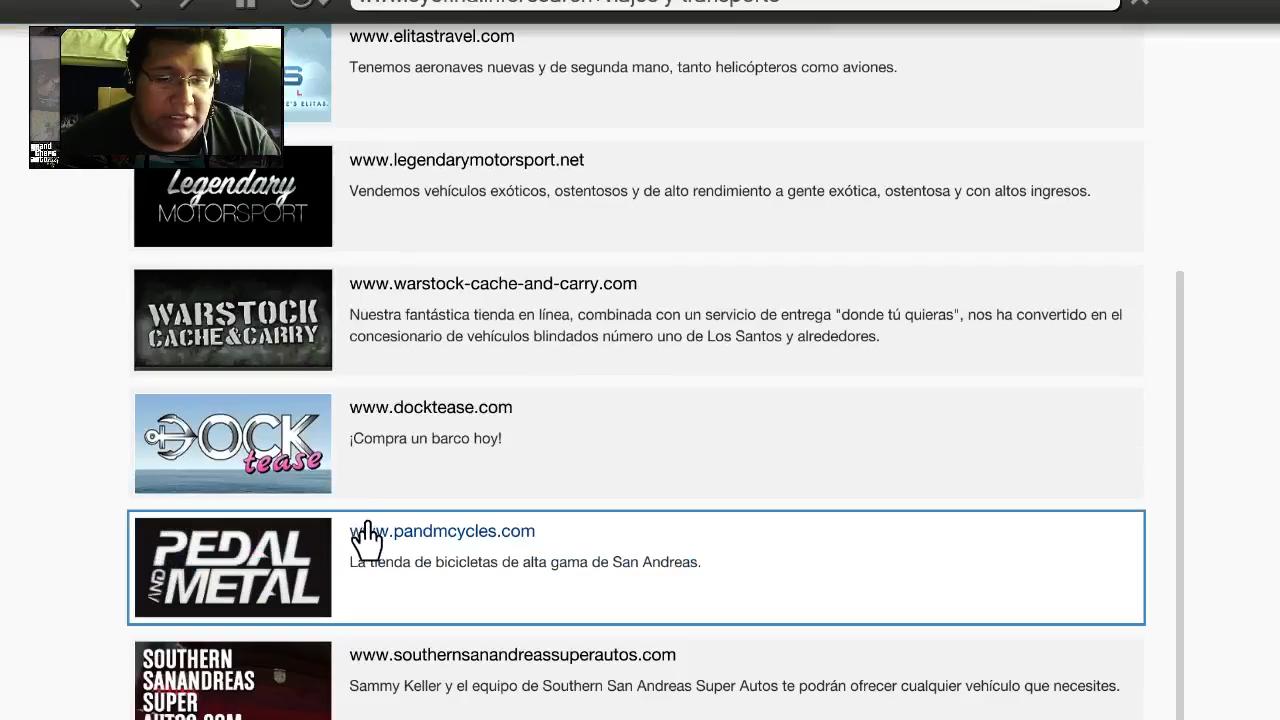 www.elitastravel.com
Tenemos aeronaves nuevas y de segunda mano, tanto helicópteros como aviones.
www.legendarymotorsport.net
Vendemos vehículos exóticos, ostentosos y de alto rendimiento a gente exótica, ostentosa y con altos ingresos.
Legendary
MOTORSPORT
www.warstock-cache-and-carry.com
Nuestra fantástica tienda en línea, combinada con un servicio de entrega "donde tú quieras", nos ha convertido en el
concesionario de vehículos blindados número uno de Los Santos y alrededores.
WARSTOCK
CACHE&CARRY
www.docktease.com
¡Compra un barco hoy!
DOCK
tease
www.pandmcycles.com
La tienda de bicicletas de alta gama de San Andreas.
PEDAL
AND
METAL
www.southernsanandreassuperautos.com
Sammy Keller y el equipo de Southern San Andreas Super Autos te podrán ofrecer cualquier vehículo que necesites.
SOUTHERN
SANANDREAS
SUPER
AUTOS.COM